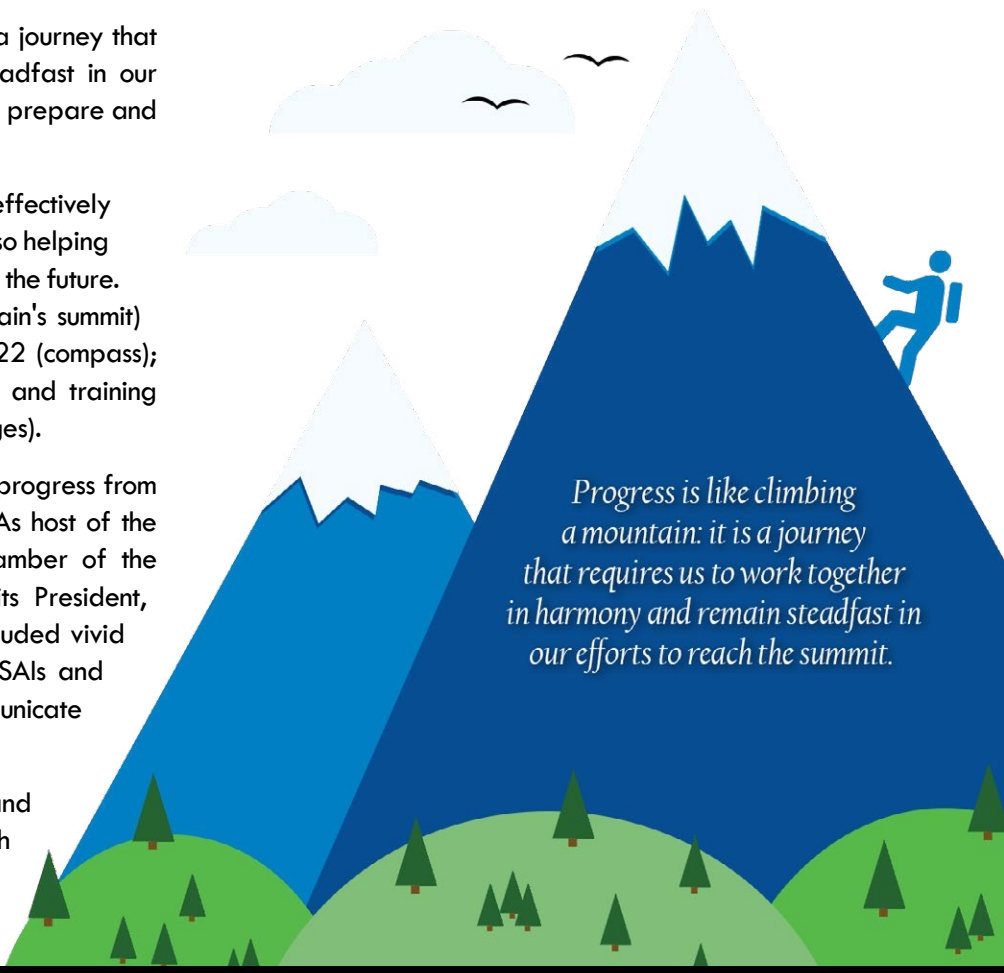 a journey that
adfast in our
prepare and
effectively
so helping
the future.
ain's summit)
22 (compass);
and training
ges).
progress from
As host of the
amber of the
its President,
uded vivid
SAIs and
unicate
and
h
Progress is like climbing
a mountain: it is a journey
that requires us to work together
in harmony and remain steadfast in
our efforts to reach the summit.